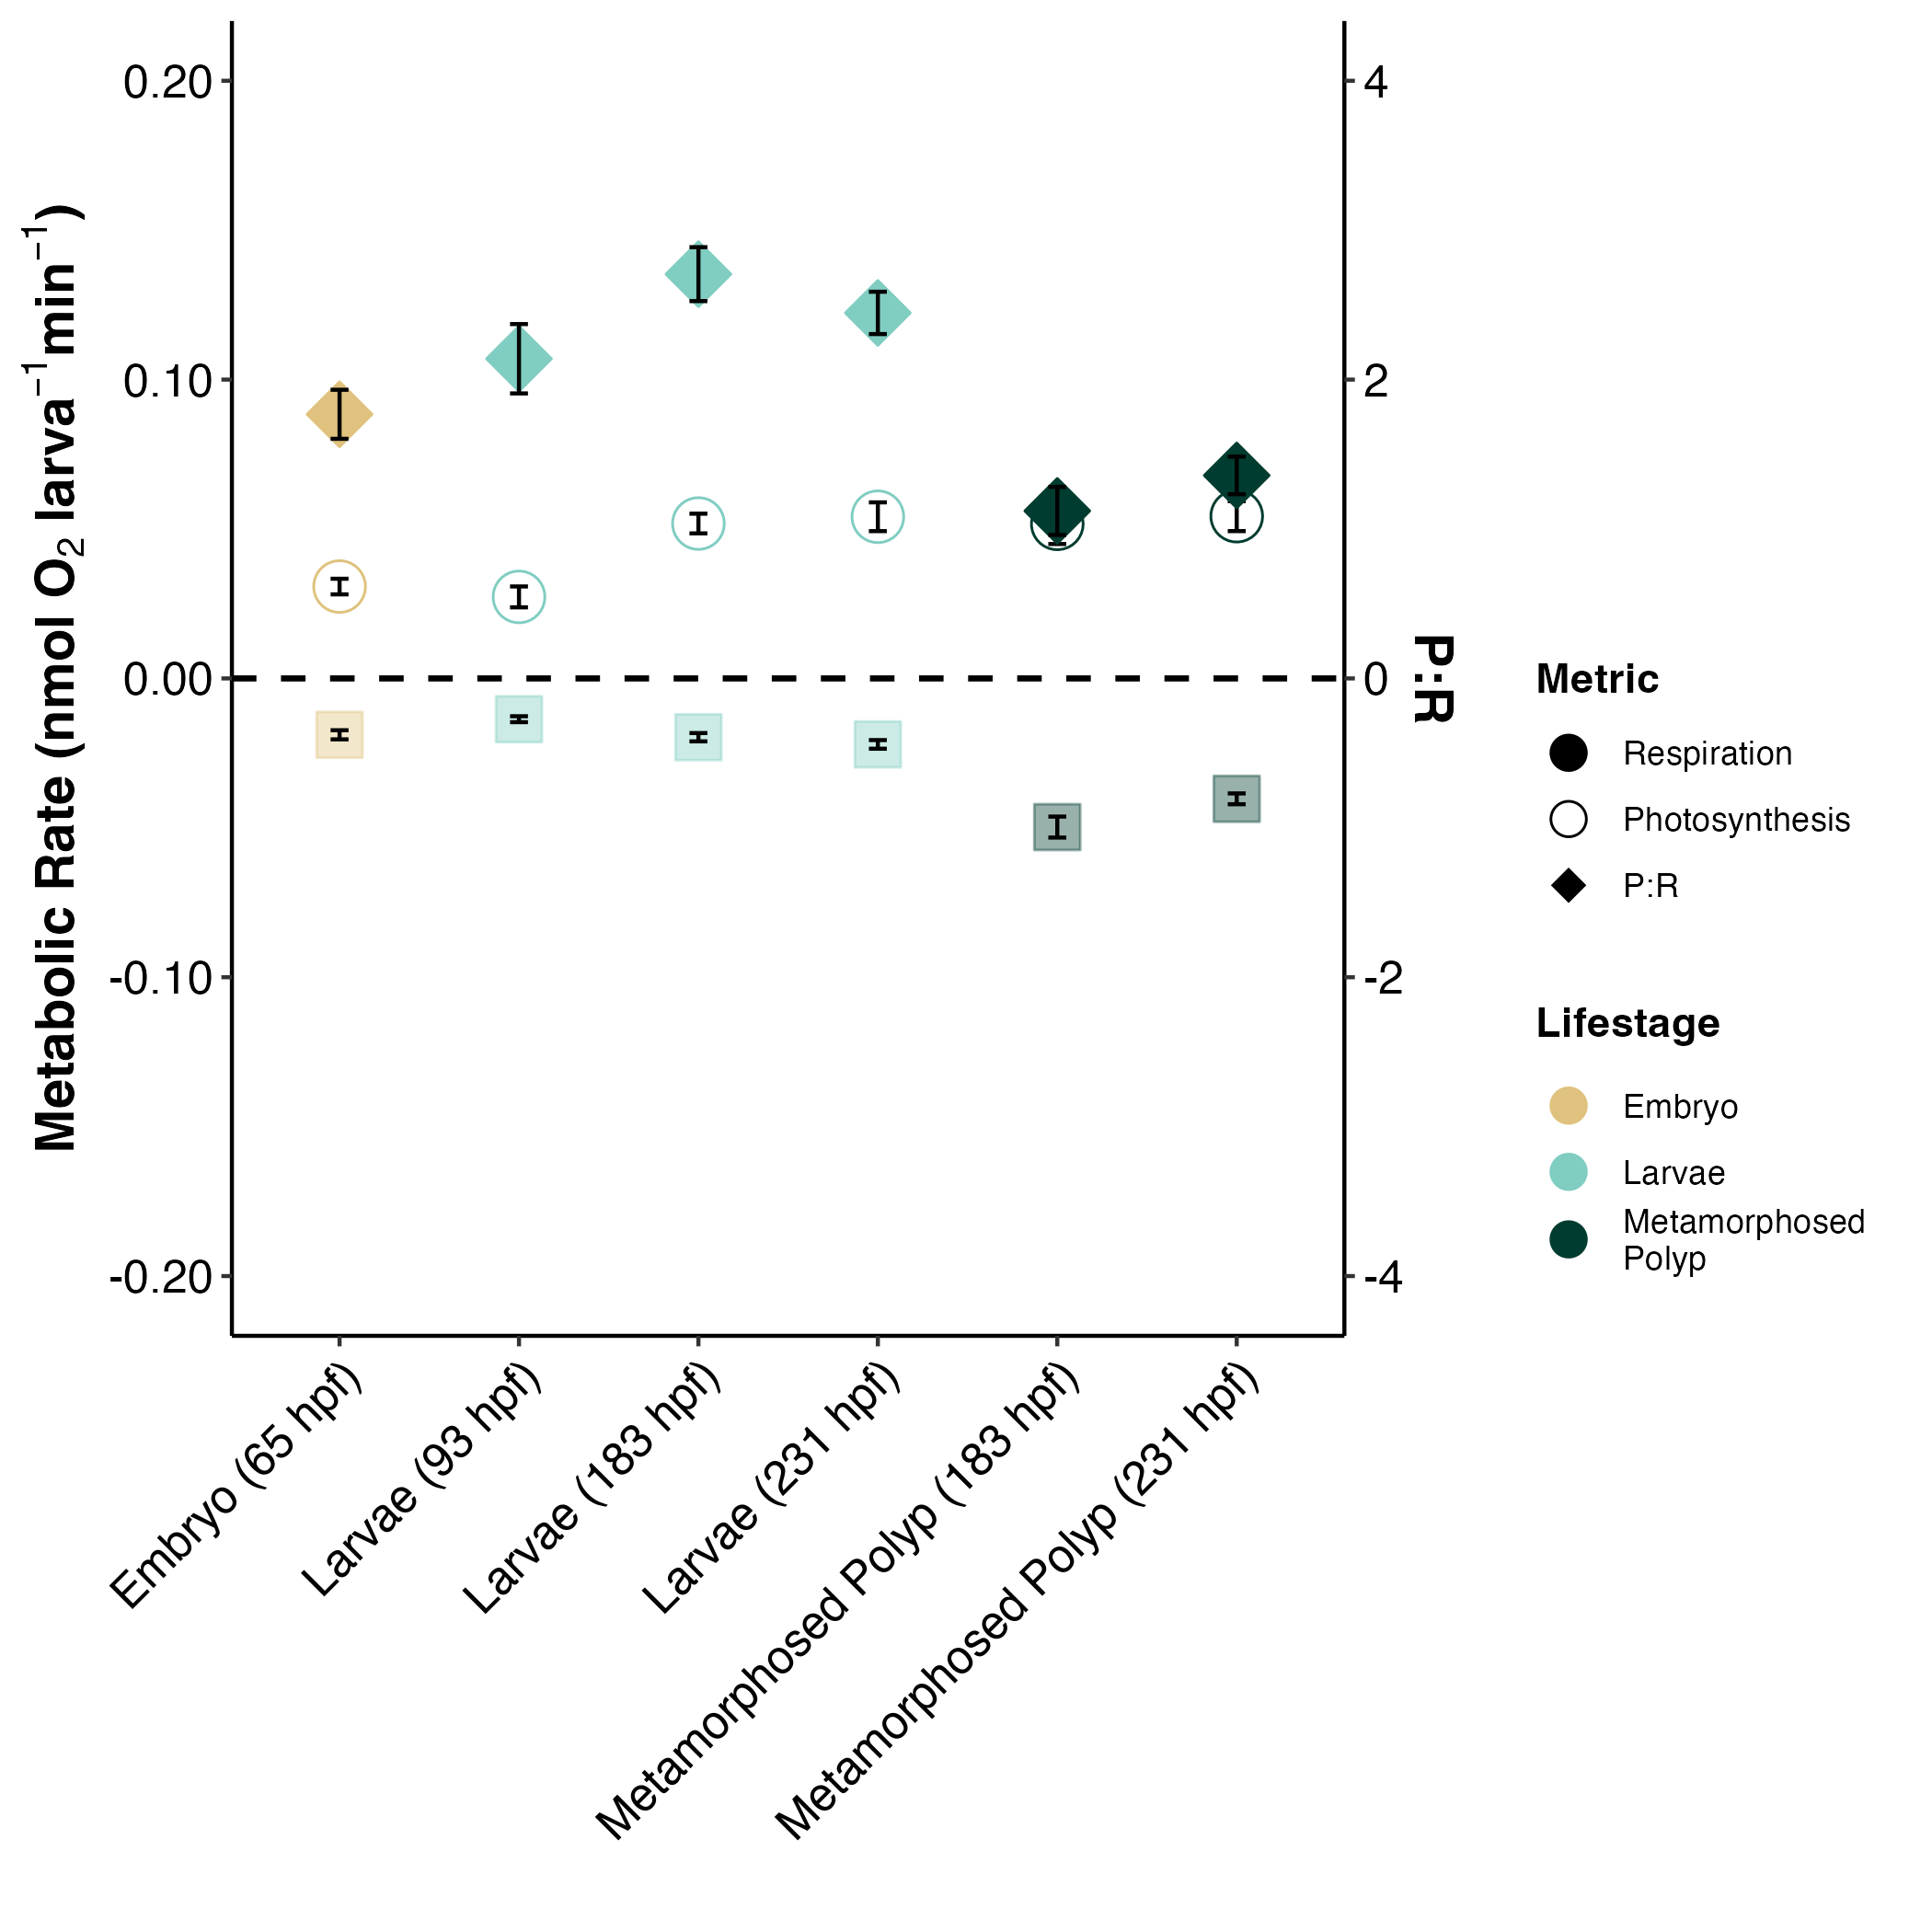 Metabolic Rate (nmol O₂ larva⁻¹min⁻¹)
0.20
0.10
0.00
-0.10
-0.20
4
2
0
-2
-4
P:R
Embryo (65 hpf)
Larvae (93 hpf)
Larvae (183 hpf)
Larvae (231 hpf)
Metamorphosed Polyp (183 hpf)
Metamorphosed Polyp (231 hpf)
Metric
Respiration
Photosynthesis
P:R
Lifestage
Embryo
Larvae
Metamorphosed
Polyp